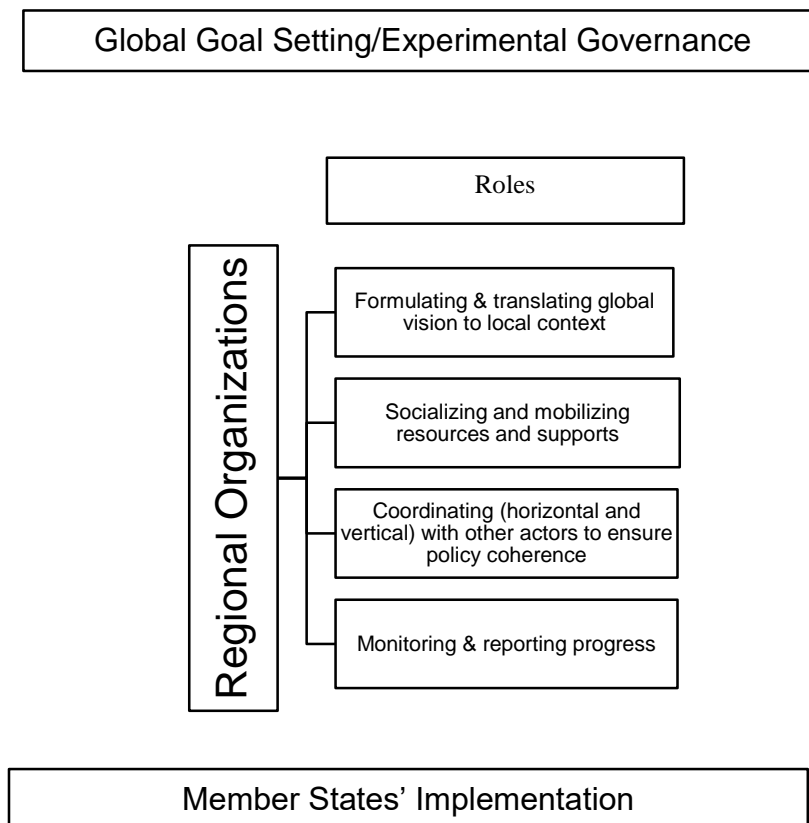 Global Goal Setting/Experimental Governance
Roles
Regional Organizations
Formulating & translating global
vision to local context
Socializing and mobilizing
resources and supports
Coordinating (horizontal and
vertical) with other actors to ensure
policy coherence
Monitoring & reporting progress
Member States’ Implementation